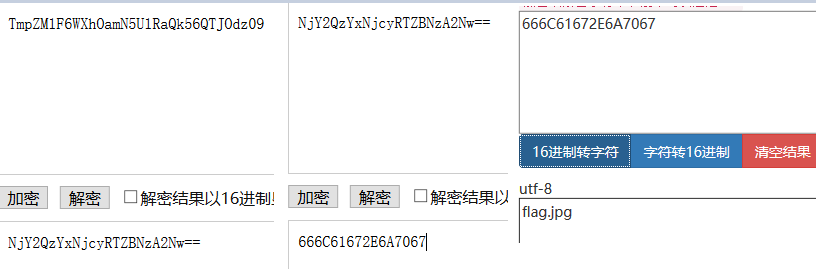 TmpZMlF6WXhOamN5UlRaQk56QTJOdz09
加密 解密 解密结果以16进制
NjY2QzYxNjcyRTZBNzA2Nw==
NjY2QzYxNjcyRTZBNzA2Nw==
加密 解密 解密结果以
666C61672E6A7067
666C61672E6A7067
16进制转字符 字符转16进制 清空结果
utf-8
flag.jpg